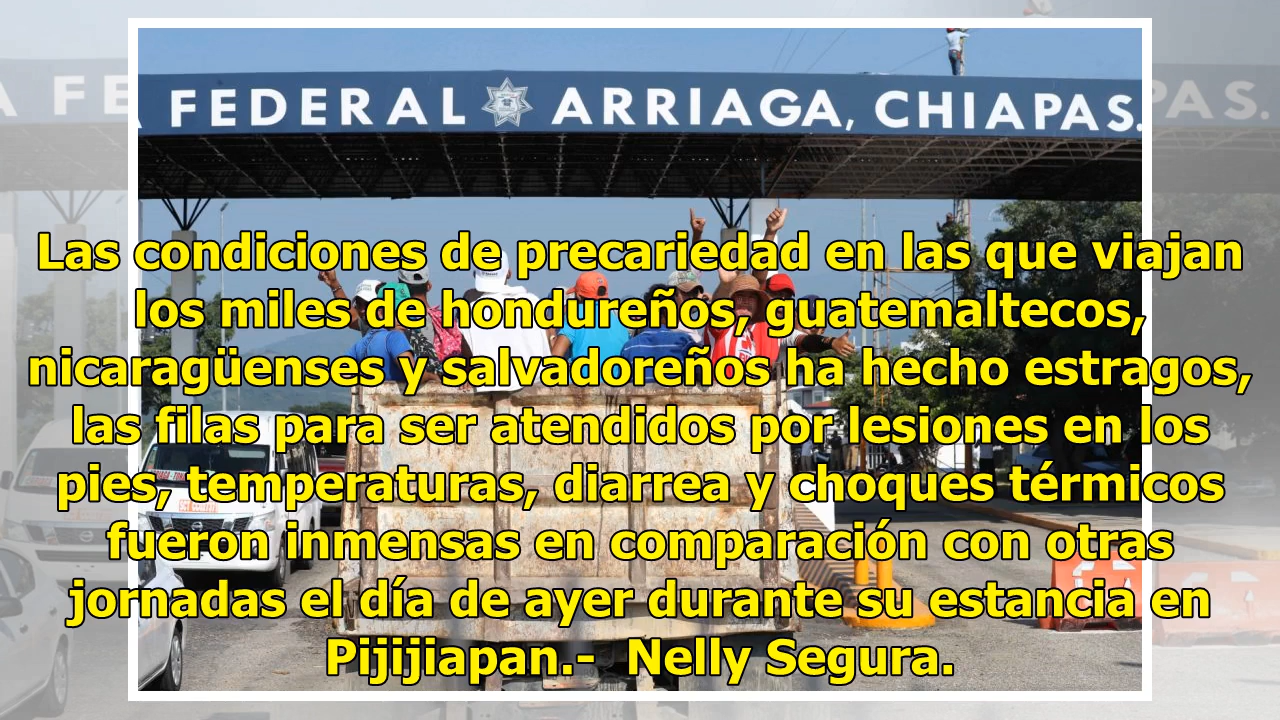 FEDERAL ARRIAGA, CHIAPAS.
Las condiciones de precariedad en las que viajan
los miles de hondureños, guatemaltecos,
nicaragüenses y salvadoreños ha hecho estragos,
las filas para ser atendidos por lesiones en los
pies, temperaturas, diarrea y choques térmicos
fueron inmensas en comparación con otras
jornadas el día de ayer durante su estancia en
Pijijiapan.- Nelly Segura.